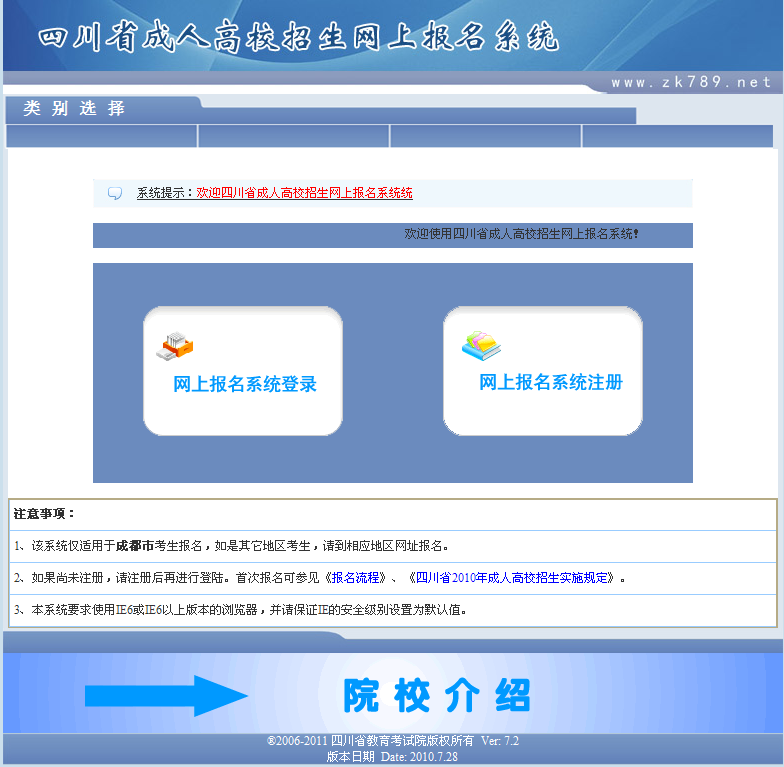 四川省成人高校招生网上报名系统
www.zk789.net
类别选择
系统提示：欢迎四川省成人高校招生网上报名系统统
欢迎使用四川省成人高校招生网上报名系统！
网上报名系统登录
网上报名系统注册
注意事项：
1、该系统仅适用于成都市考生报名，如是其它地区考生，请到相应地区网址报名。
2、如果尚未注册，请注册后再进行登陆。首次报名可参见《报名流程》、《四川省2010年成人高校招生实施规定》。
3、本系统要求使用IE6或IE6以上版本的浏览器，并请保证IE的安全级别设置为默认值。
院校介绍
®2006-2011 四川省教育考试院版权所有 Ver: 7.2
版本日期 Date: 2010.7.28